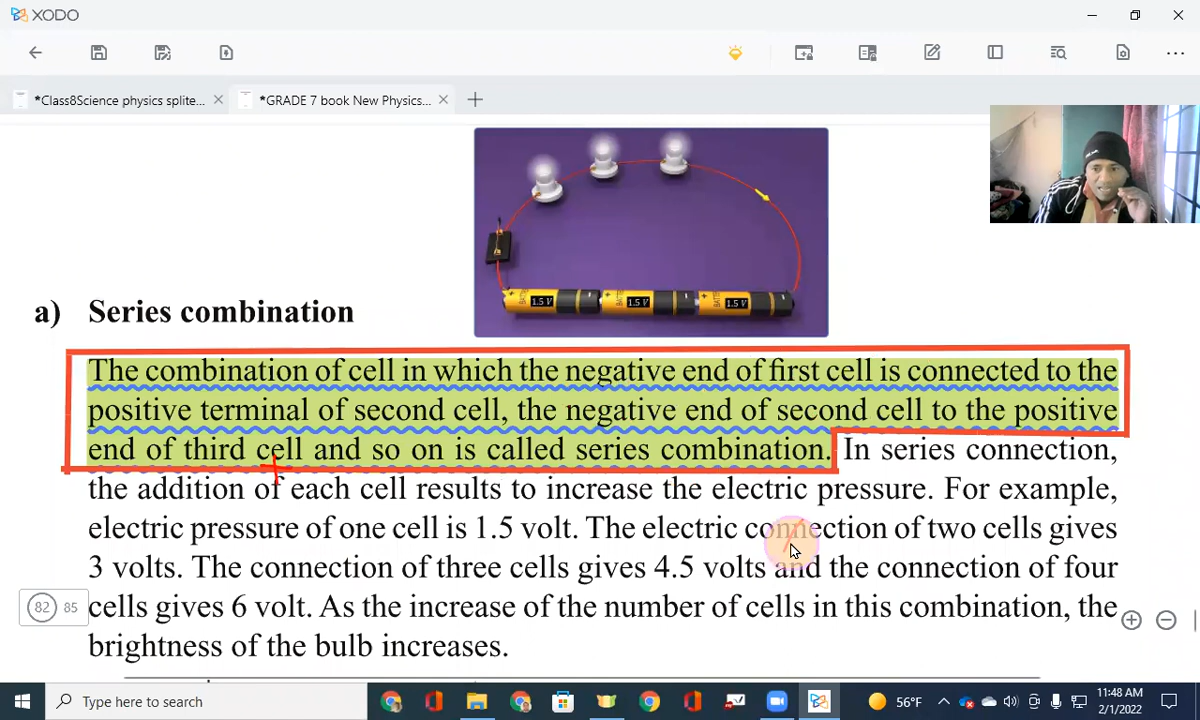 XODO
*Class8Science physics splite...
*GRADE 7 book New Physics...
1.5 V
1.5 V
1.5 V
a) Series combination
The combination of cell in which the negative end of first cell is connected to the
positive terminal of second cell, the negative end of second cell to the positive
end of third cell and so on is called series combination. In series connection,
the addition of each cell results to increase the electric pressure. For example,
electric pressure of one cell is 1.5 volt. The electric connection of two cells gives
3 volts. The connection of three cells gives 4.5 volts and the connection of four
cells gives 6 volt. As the increase of the number of cells in this combination, the
brightness of the bulb increases.
82 85
Type here to search
56°F
11:48 AM
2/1/2022